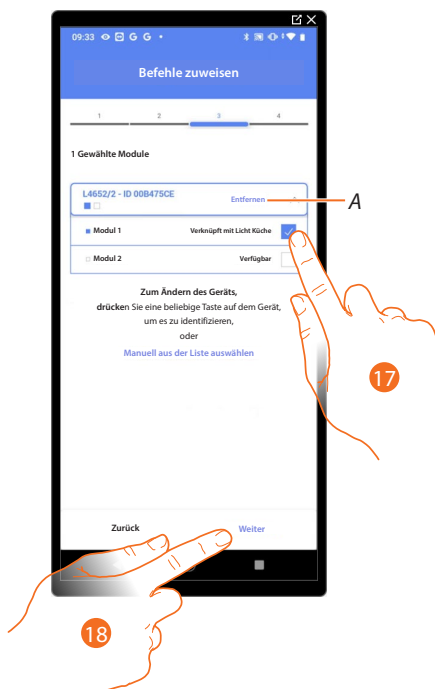 09:33 G G
Befehle zuweisen
1 2 3 4
1 Gewählte Module
L4652/2 - ID 00B475CE
Entfernen
A
Modul 1 Verknüpft mit Licht Küche
Modul 2 Verfügbar
Zum Ändern des Geräts,
drücken Sie eine beliebige Taste auf dem Gerät,
um es zu identifizieren,
oder
Manuell aus der Liste auswählen
17
Zurück Weiter
18